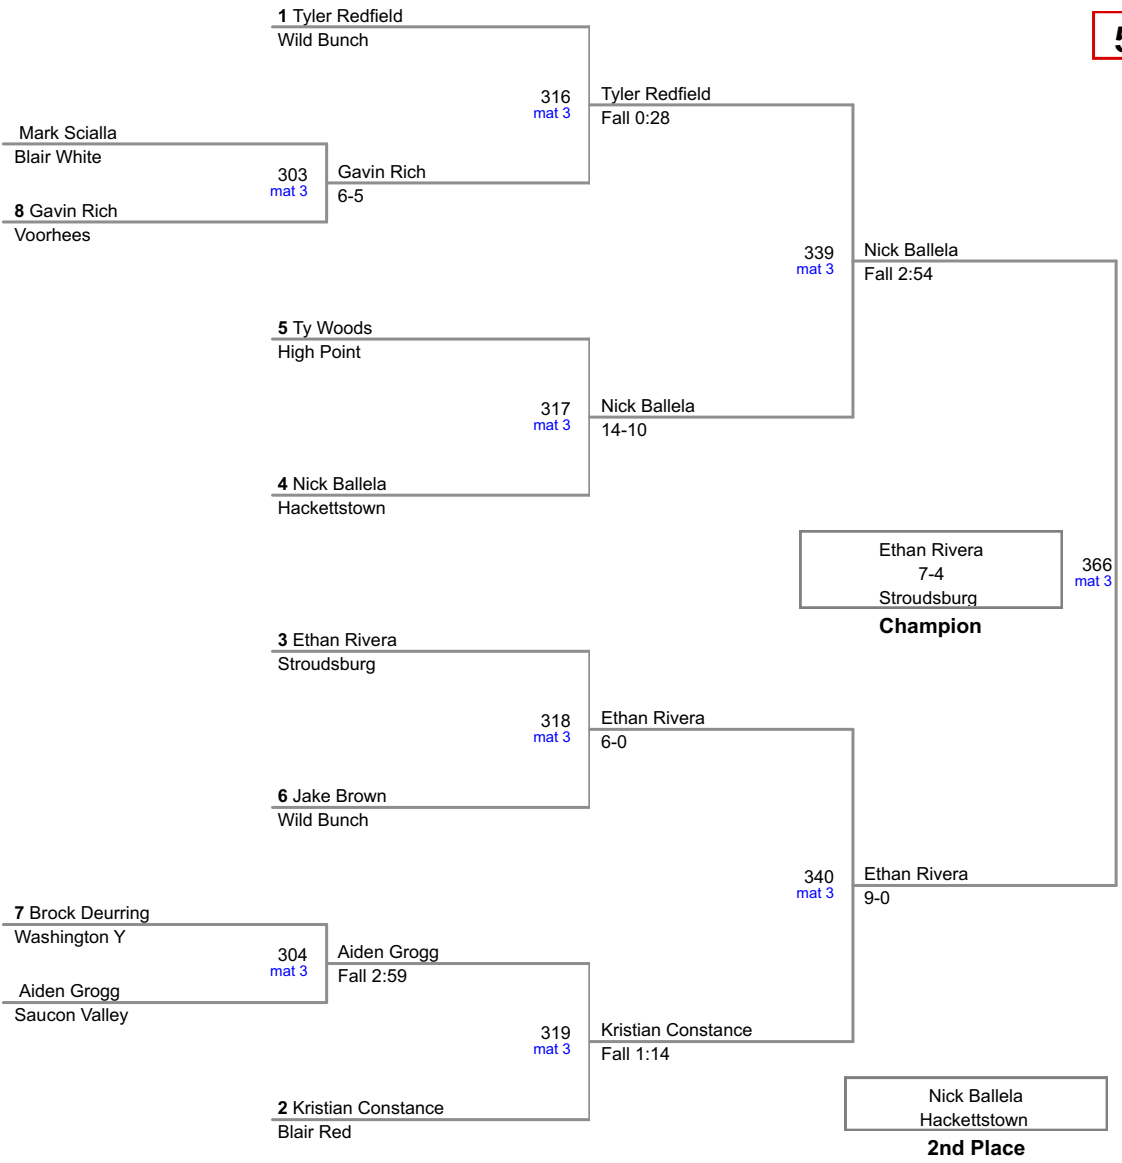 1 Tyler Redfield
Wild Bunch
5
316
mat 3
Tyler Redfield
Fall 0:28
Mark Scialla
Blair White
303
mat 3
Gavin Rich
6-5
8 Gavin Rich
Voorhees
339
mat 3
Nick Ballela
Fall 2:54
5 Ty Woods
High Point
317
mat 3
Nick Ballela
14-10
4 Nick Ballela
Hackettstown
Ethan Rivera
7-4
Stroudsburg
Champion
366
mat 3
3 Ethan Rivera
Stroudsburg
318
mat 3
Ethan Rivera
6-0
6 Jake Brown
Wild Bunch
340
mat 3
Ethan Rivera
9-0
7 Brock Deurring
Washington Y
304
mat 3
Aiden Grogg
Fall 2:59
Aiden Grogg
Saucon Valley
319
mat 3
Kristian Constance
Fall 1:14
2 Kristian Constance
Blair Red
Nick Ballela
Hackettstown
2nd Place